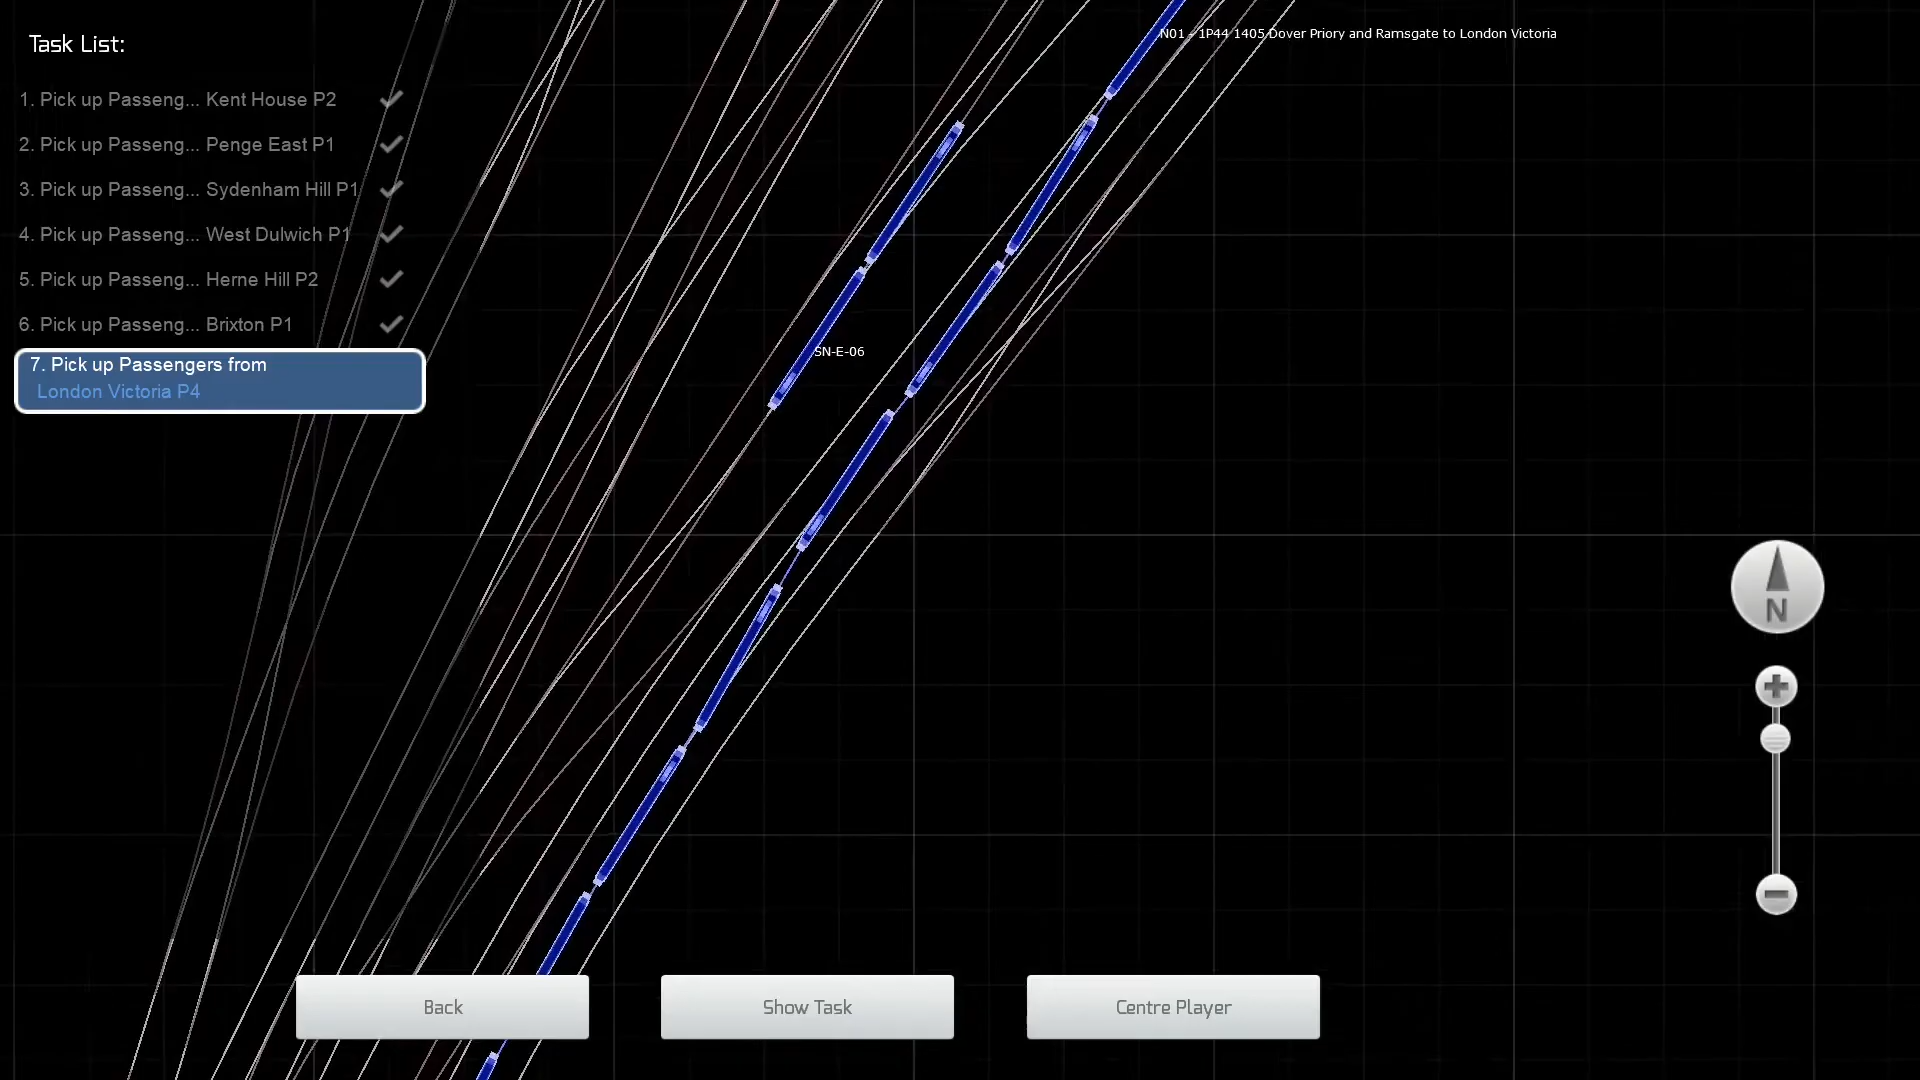 Task List:
N01 - 1P44 1405 Dover Priory and Ramsgate to London Victoria
1. Pick up Passeng... Kent House P2
2. Pick up Passeng... Penge East P1
3. Pick up Passeng... Sydenham Hill P1
4. Pick up Passeng... West Dulwich P1
5. Pick up Passeng... Herne Hill P2
6. Pick up Passeng... Brixton P1
7. Pick up Passengers from
London Victoria P4
SN-E-06
N
Back
Show Task
Centre Player